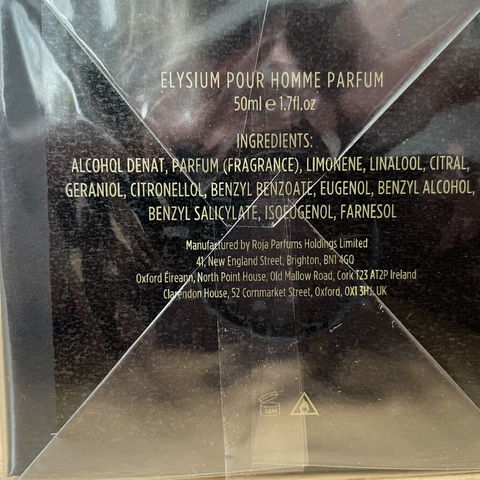 ELYSIUM POUR HOMME PARFUM
50ml e 1.7fl.oz
INGREDIENTS:
ALCOHOL DENAT, PARFUM (FRAGRANCE), LIMONENE, LINALOOL, CITRAL,
GERANIOL, CITRONELLOL, BENZYL BENZOATE, EUGENOL, BENZYL ALCOHOL,
BENZYL SALICYLATE, ISOEUGENOL, FARNESOL
Manufactured by Roja Parfums Holdings Limited
41, New England Street, Brighton, BN1 4GQ
Oxford Eireann, North Point House, Old Mallow Road, Cork T23 AT2P Ireland
Clarendon House, 52 Cornmarket Street, Oxford, OX1 3HJ, UK
24M